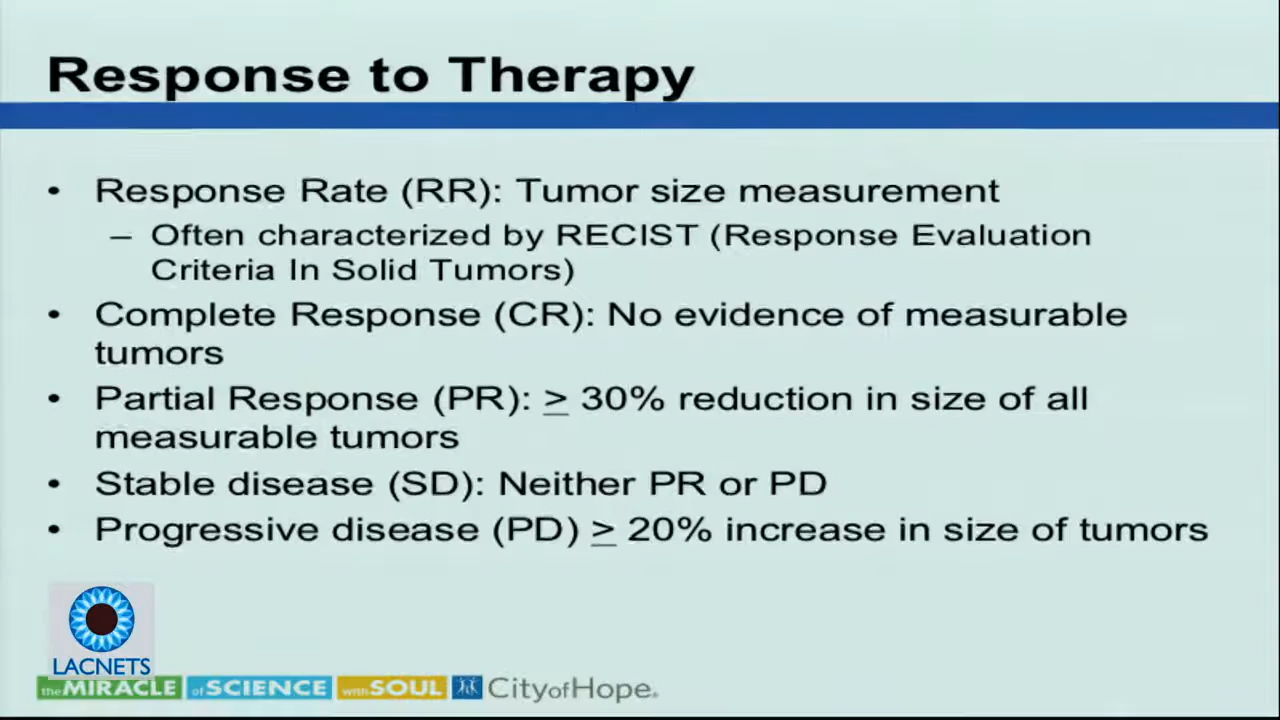 Response to Therapy
• Response Rate (RR): Tumor size measurement
– Often characterized by RECIST (Response Evaluation
Criteria In Solid Tumors)
• Complete Response (CR): No evidence of measurable
tumors
• Partial Response (PR): ≥ 30% reduction in size of all
measurable tumors
• Stable disease (SD): Neither PR or PD
• Progressive disease (PD) ≥ 20% increase in size of tumors
LACNETS
the MIRACLE of SCIENCE with SOUL CityofHope.